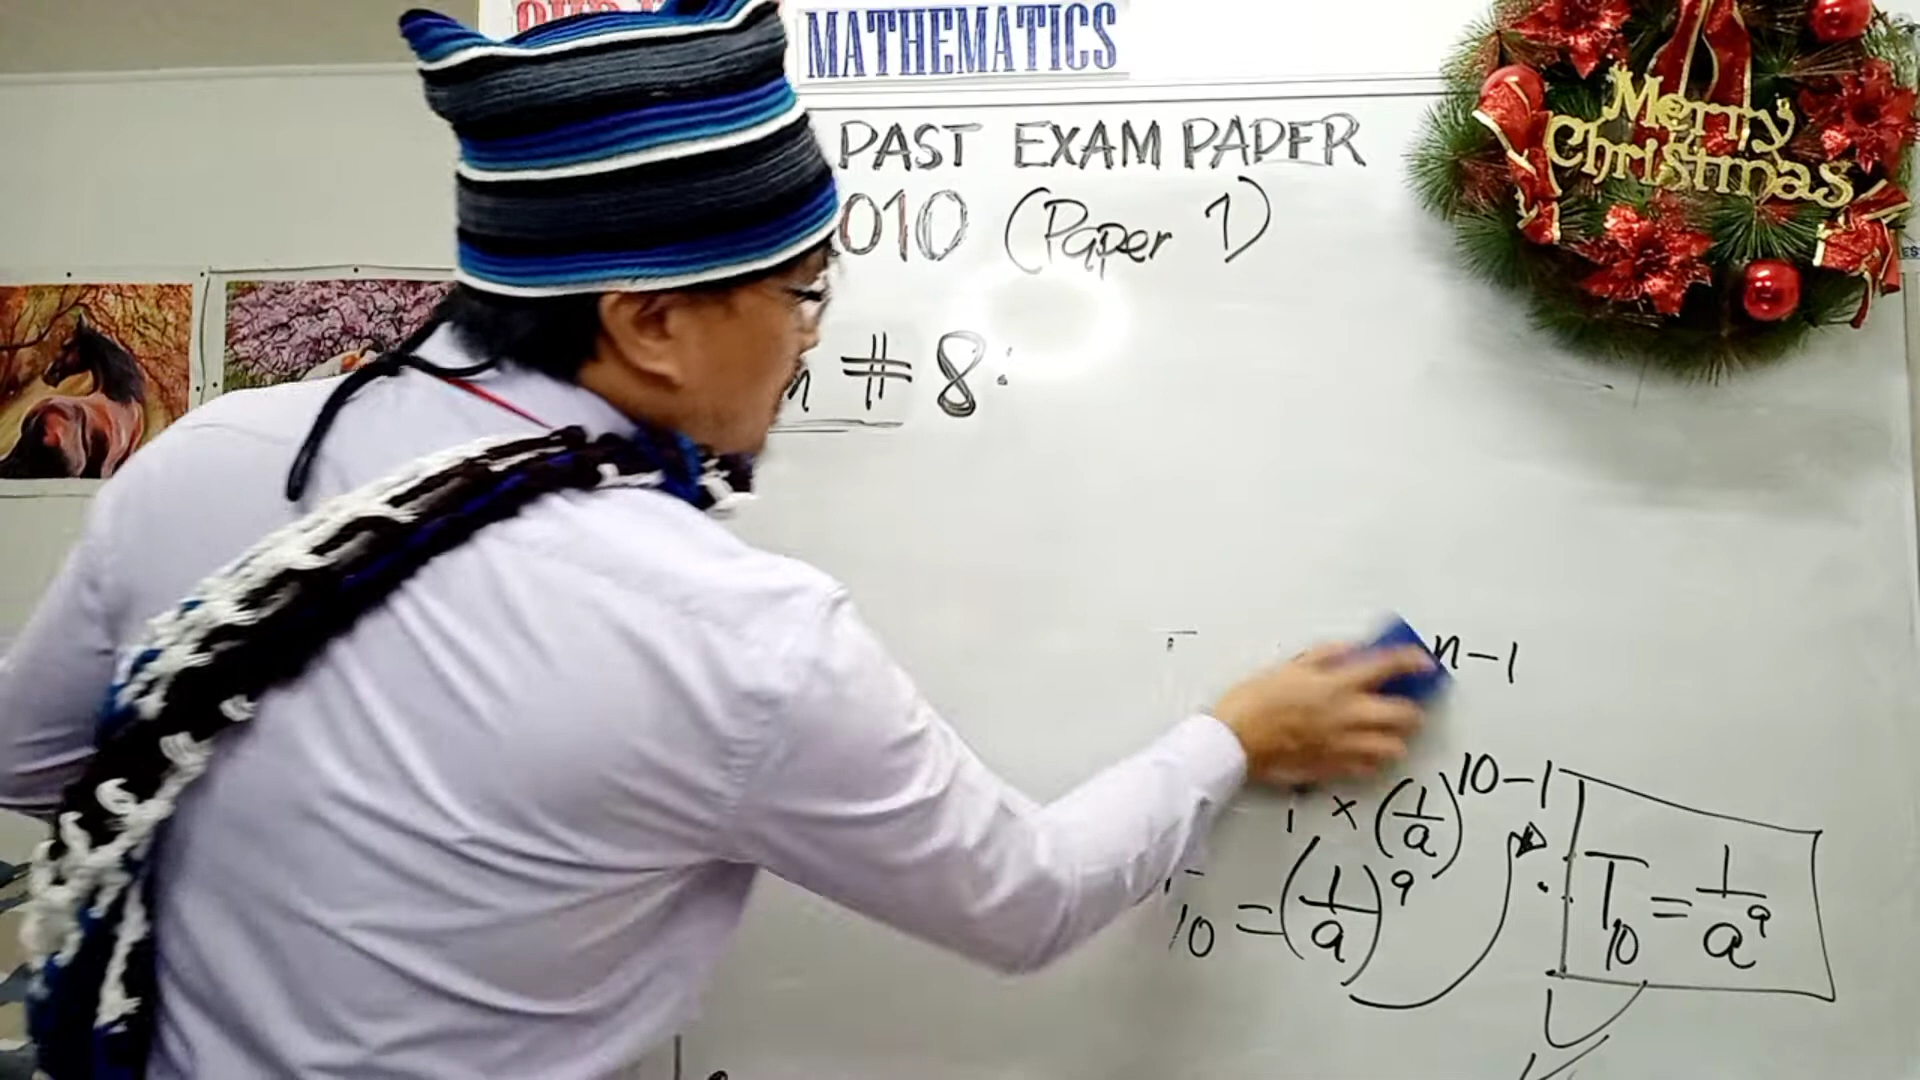 MATHEMATICS
PAST EXAM PAPER
010 (Paper 1)
Merry
Christmas
n # 8:
n-1
1 × (1/a)^10-1
10 = (1/a)^9
T10 = 1/a^9